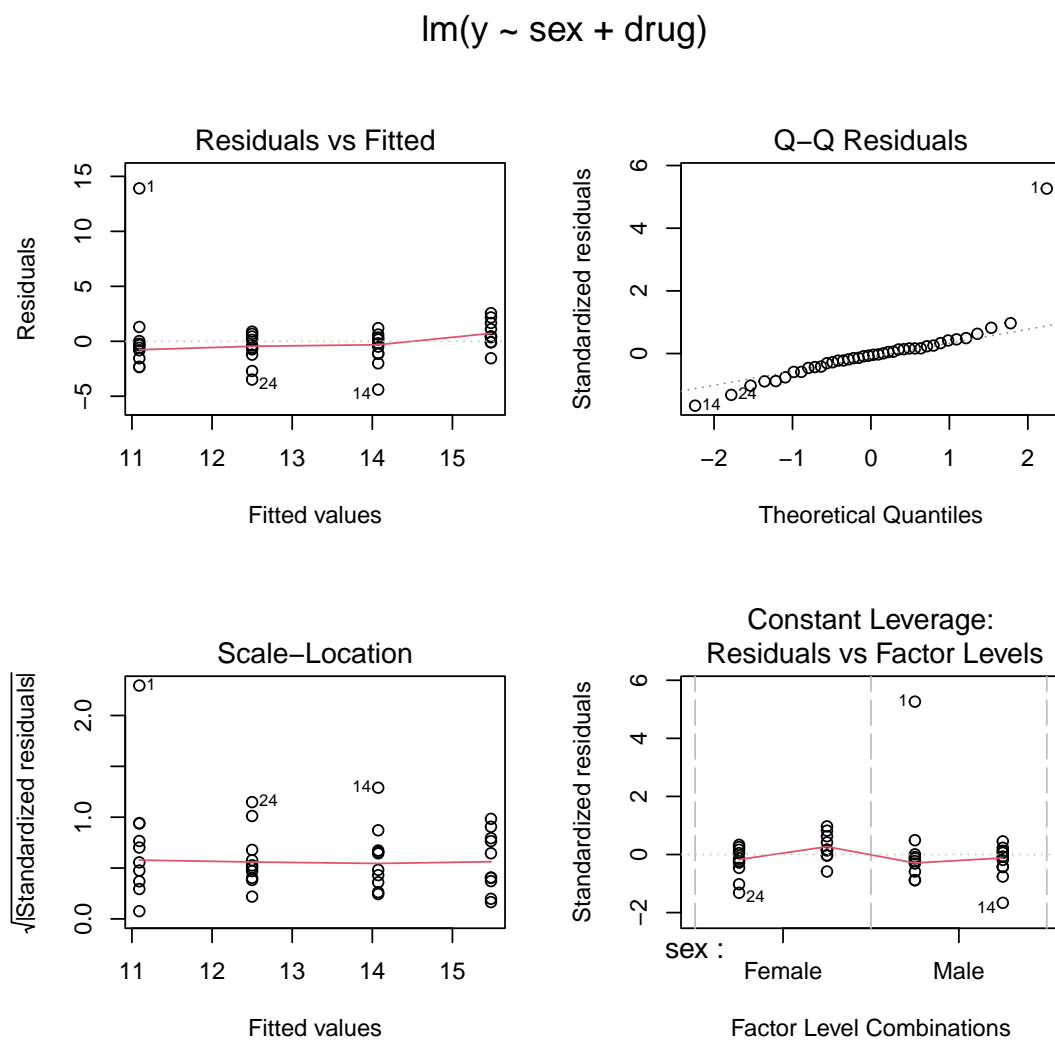 lm(y ~ sex + drug)
Residuals vs Fitted
Residuals
15
10
5
0
−5
1
24
14
11 12 13 14 15
Fitted values
Q−Q Residuals
Standardized residuals
6
4
2
0
1
14
24
−2 −1 0 1 2
Theoretical Quantiles
Scale−Location
√|Standardized residuals|
2.0
1.0
0.0
1
24
14
11 12 13 14 15
Fitted values
Constant Leverage:
Residuals vs Factor Levels
Standardized residuals
6
4
2
0
−2
1
24
14
sex :
Female Male
Factor Level Combinations